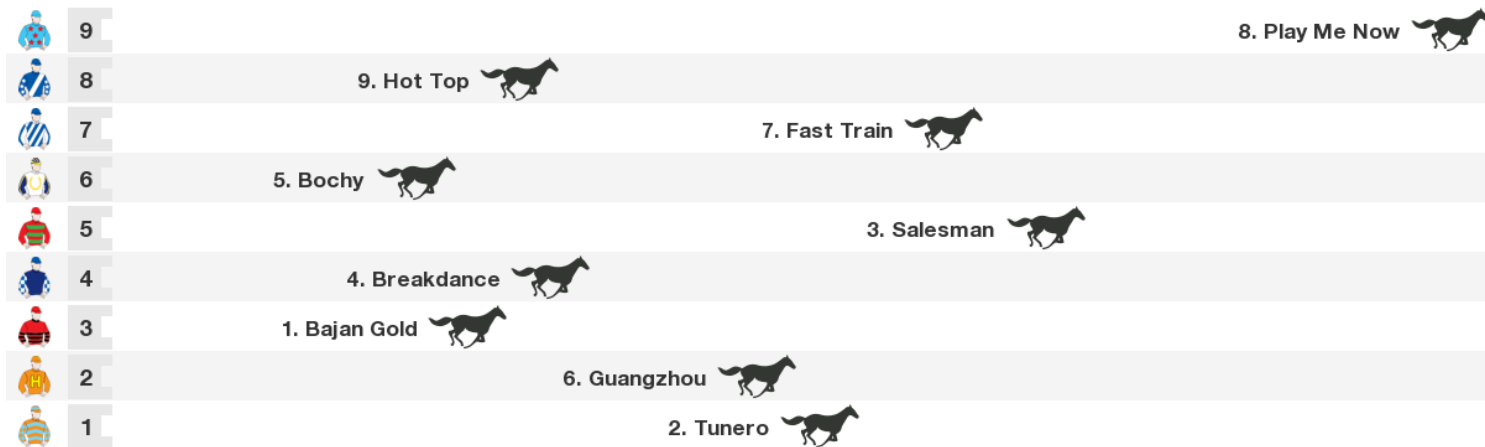 9 8. Play Me Now
8 9. Hot Top
7 7. Fast Train
6 5. Bochy
5 3. Salesman
4 4. Breakdance
3 1. Bajan Gold
H 2 6. Guangzhou
1 2. Tunero